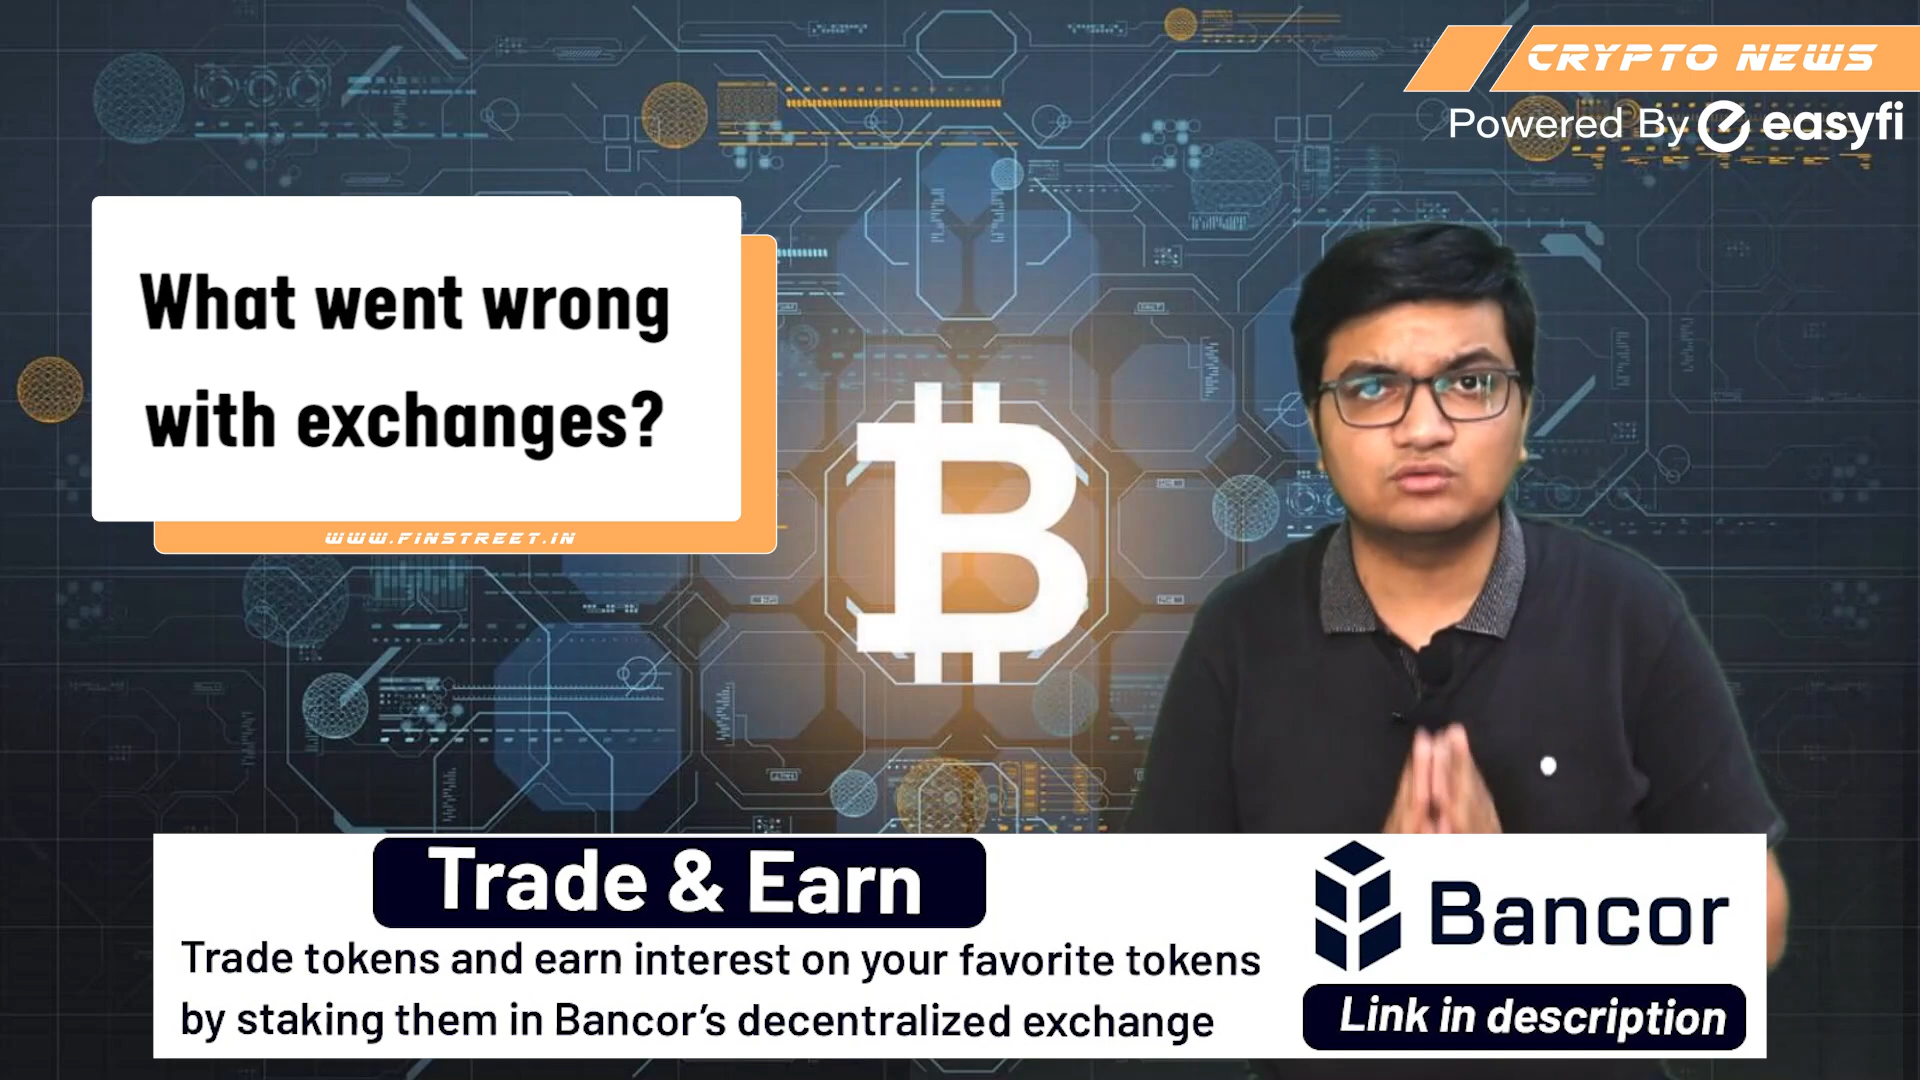 CRYPTO NEWS
Powered By easyfi
What went wrong
with exchanges?
WWW.FINSTREET.IN
Trade & Earn
Trade tokens and earn interest on your favorite tokens
by staking them in Bancor's decentralized exchange
Bancor
Link in description